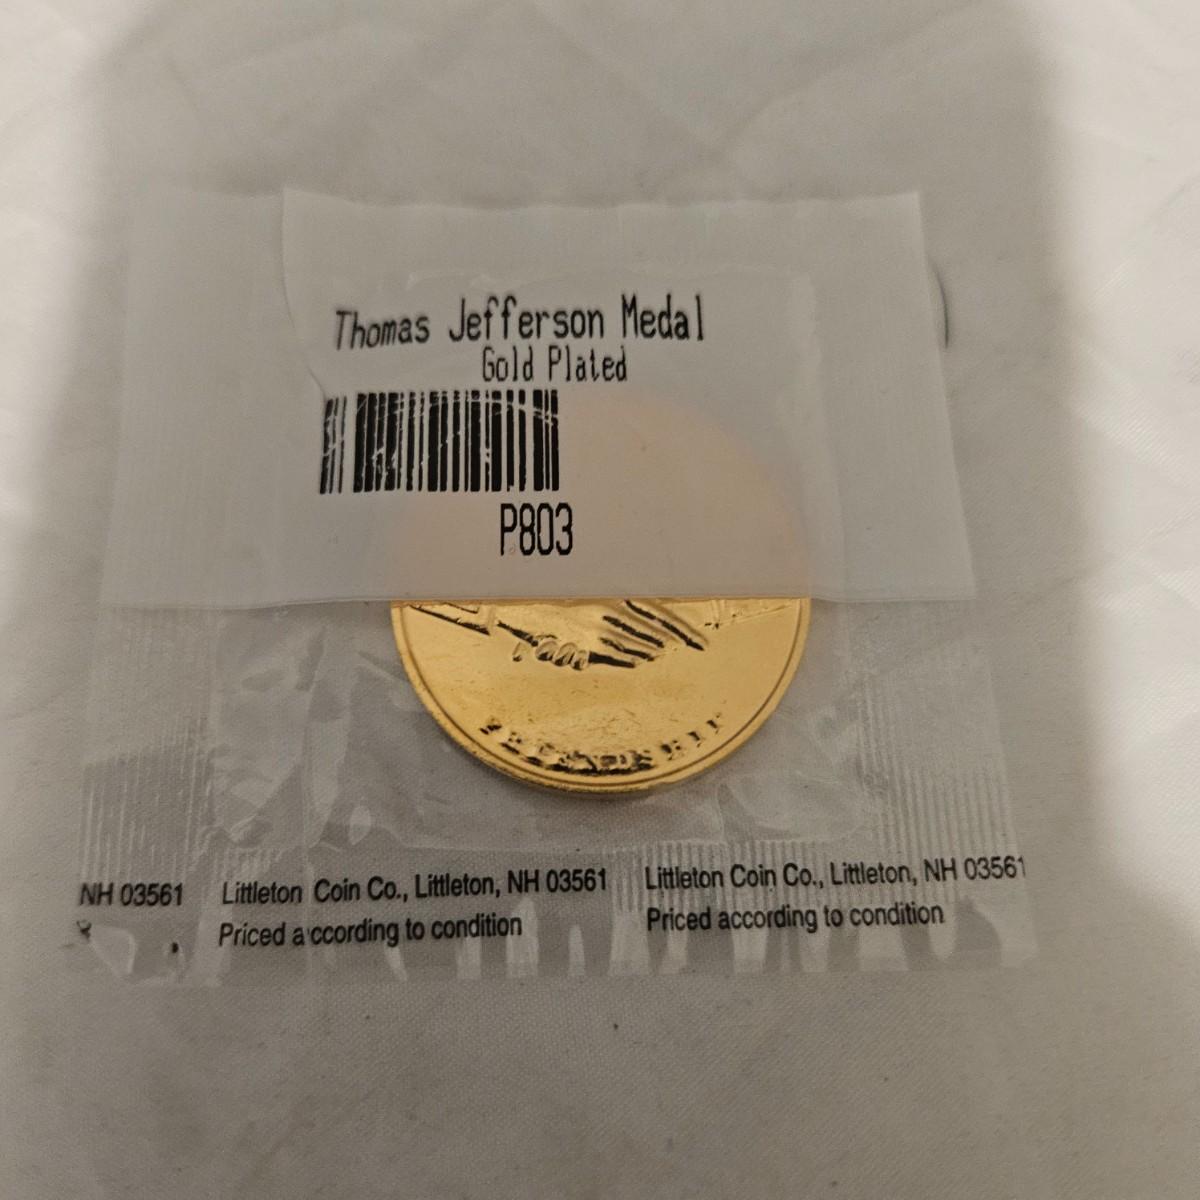 Thomas Jefferson Medal
Gold Plated
P803
FRIENDSHIP
NH 03561 Littleton Coin Co., Littleton, NH 03561 Littleton Coin Co., Littleton, NH 03561
Priced according to condition Priced according to condition